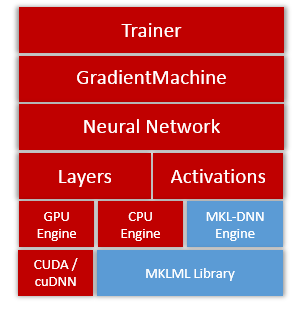 Trainer
GradientMachine
Neural Network
Layers
Activations
GPU
Engine
CPU
Engine
MKL-DNN
Engine
CUDA /
cuDNN
MKLML Library